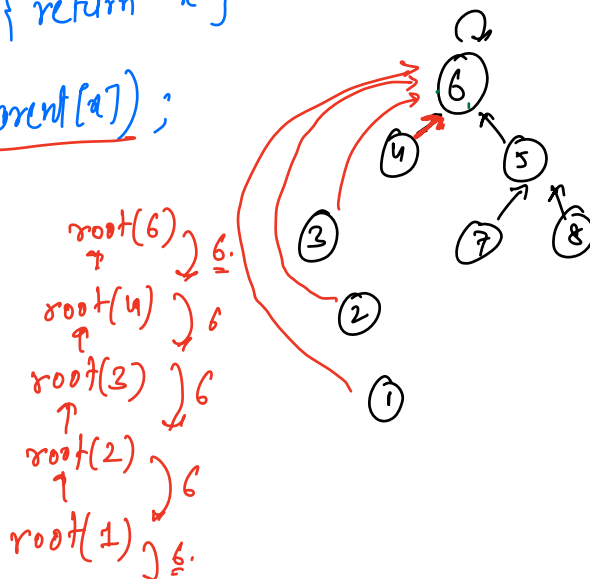 { return x }
parent[x]) ;
6
4
5
3
7
8
2
1
root(6)
6.
root(4)
6
root(3)
6
root(2)
6
root(1)
6.